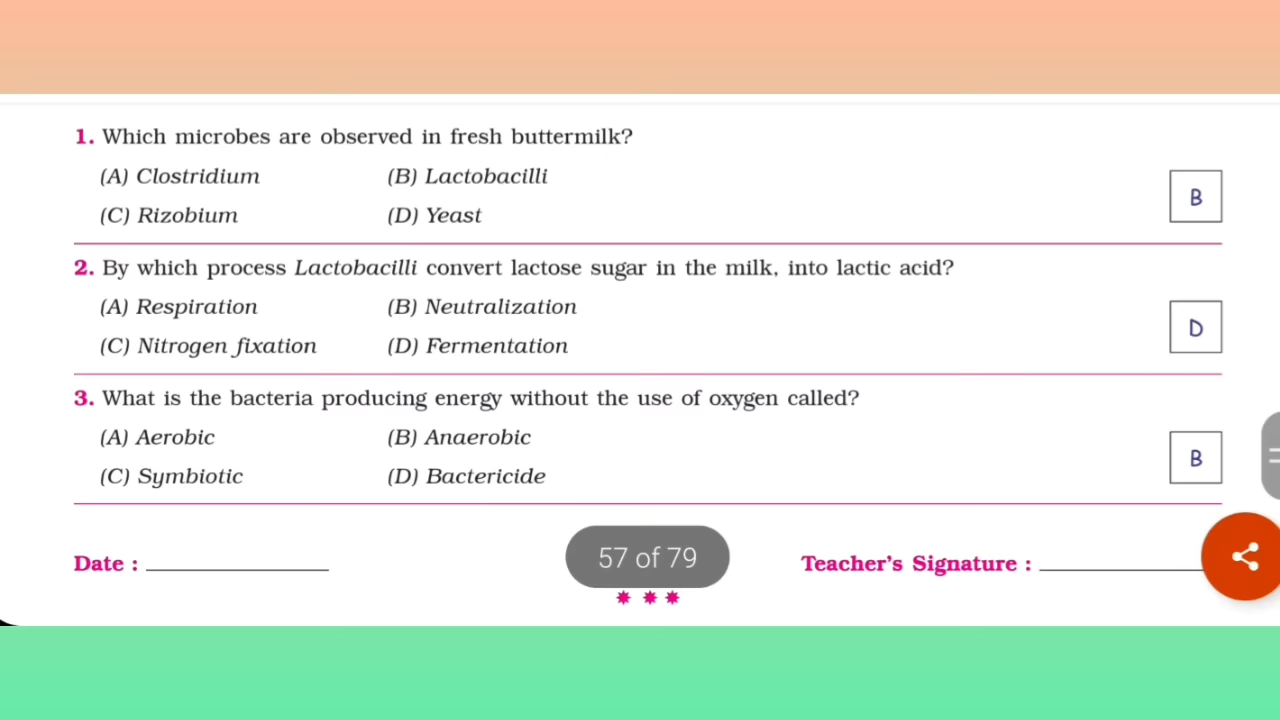 1. Which microbes are observed in fresh buttermilk?
(A) Clostridium (B) Lactobacilli
B
(C) Rizobium (D) Yeast
2. By which process Lactobacilli convert lactose sugar in the milk, into lactic acid?
(A) Respiration (B) Neutralization
D
(C) Nitrogen fixation (D) Fermentation
3. What is the bacteria producing energy without the use of oxygen called?
(A) Aerobic (B) Anaerobic
B
(C) Symbiotic (D) Bactericide
Date : ____________ 57 of 79 Teacher's Signature : ____________